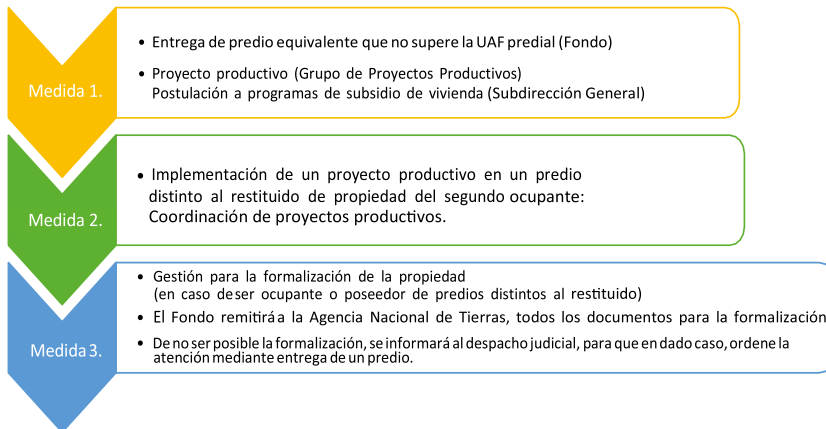 Medida 1.
• Entrega de predio equivalente que no supere la UAF predial (Fondo)
• Proyecto productivo (Grupo de Proyectos Productivos)
Postulación a programas de subsidio de vivienda (Subdirección General)
Medida 2.
• Implementación de un proyecto productivo en un predio
distinto al restituido de propiedad del segundo ocupante:
Coordinación de proyectos productivos.
Medida 3.
• Gestión para la formalización de la propiedad
(en caso de ser ocupante o poseedor de predios distintos al restituido)
• El Fondo remitirá a la Agencia Nacional de Tierras, todos los documentos para la formalización
• De no ser posible la formalización, se informará al despacho judicial, para que en dado caso, ordene la
atención mediante entrega de un predio.